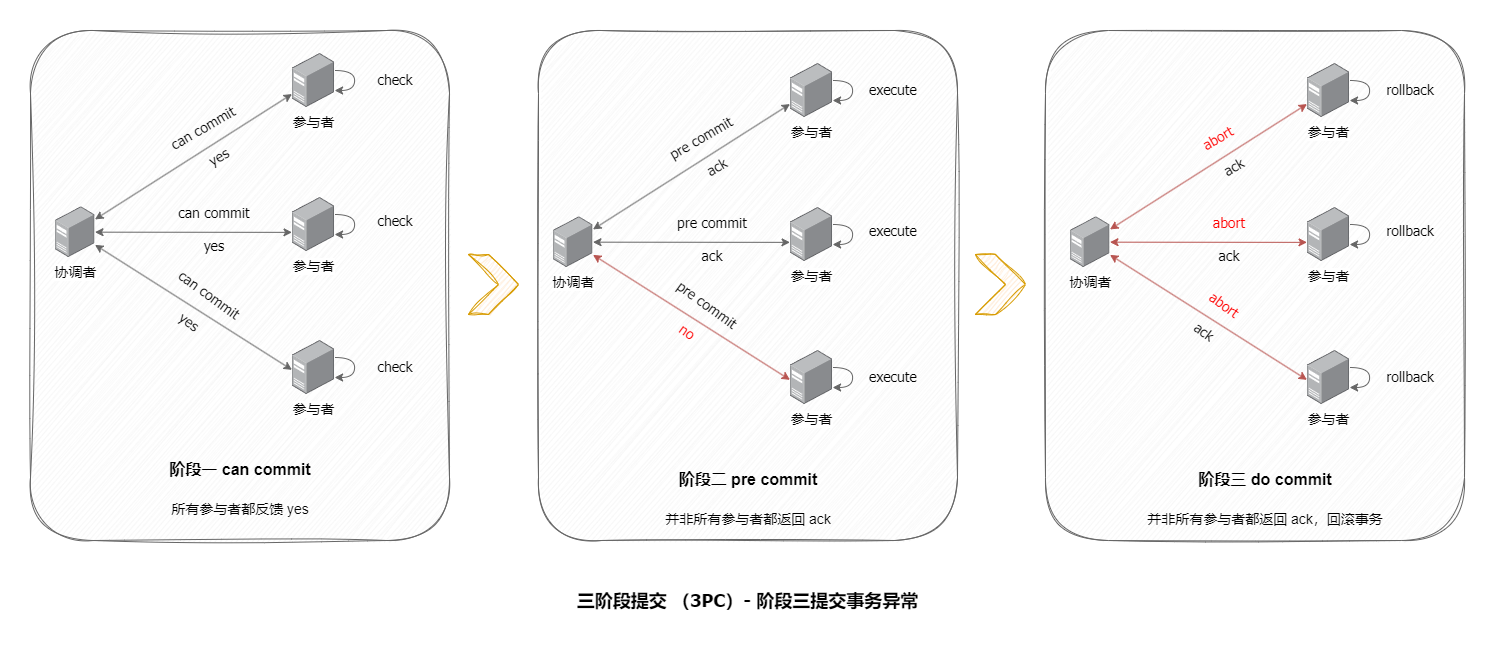 check
参与者
can commit
yes
check
参与者
can commit
yes
协调者
check
参与者
can commit
yes
阶段一 can commit
所有参与者都反馈 yes
execute
参与者
pre commit
ack
execute
参与者
pre commit
ack
协调者
execute
参与者
pre commit
no
阶段二 pre commit
并非所有参与者都返回 ack
rollback
参与者
abort
ack
rollback
参与者
abort
ack
协调者
rollback
参与者
abort
ack
阶段三 do commit
并非所有参与者都返回 ack，回滚事务
三阶段提交 （3PC）- 阶段三提交事务异常